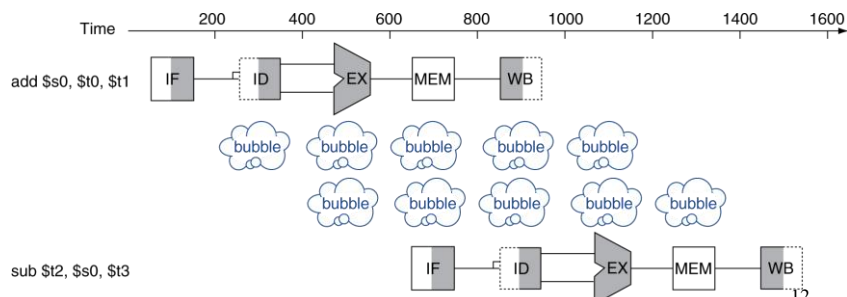 Time 200 400 600 800 1000 1200 1400 1600
add $s0, $t0, $t1 IF ID EX MEM WB
bubble bubble bubble bubble bubble
bubble bubble bubble bubble bubble
sub $t2, $s0, $t3 IF ID EX MEM WB
12